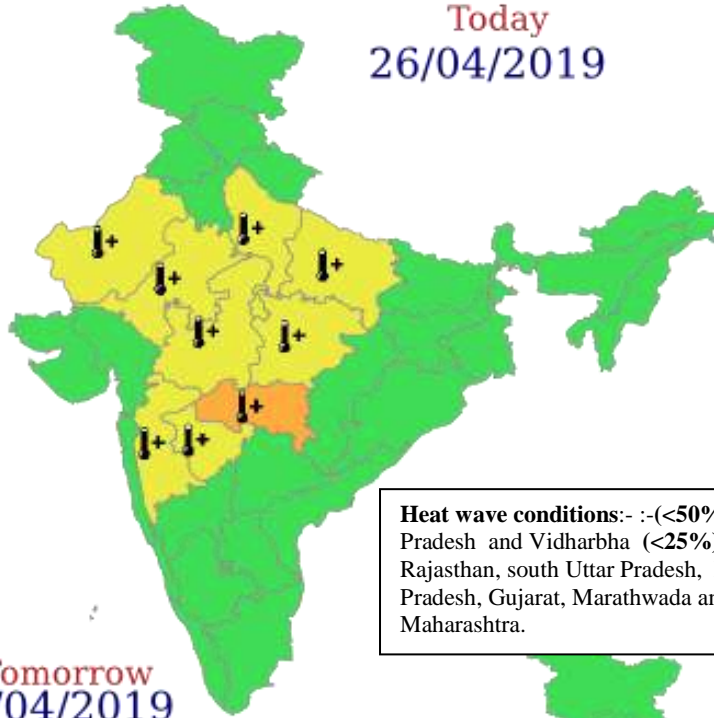 Today
26/04/2019
Heat wave conditions:- :-(<50%
Pradesh and Vidharbha (<25%)
Rajasthan, south Uttar Pradesh,
Pradesh, Gujarat, Marathwada an
Maharashtra.
omorrow
/04/2019